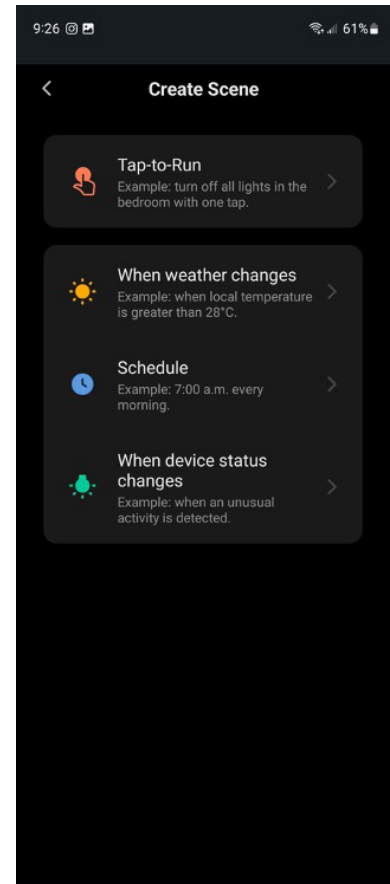 9:26 61%
Create Scene
Tap-to-Run
Example: turn off all lights in the
bedroom with one tap.
When weather changes
Example: when local temperature
is greater than 28°C.
Schedule
Example: 7:00 a.m. every
morning.
When device status
changes
Example: when an unusual
activity is detected.